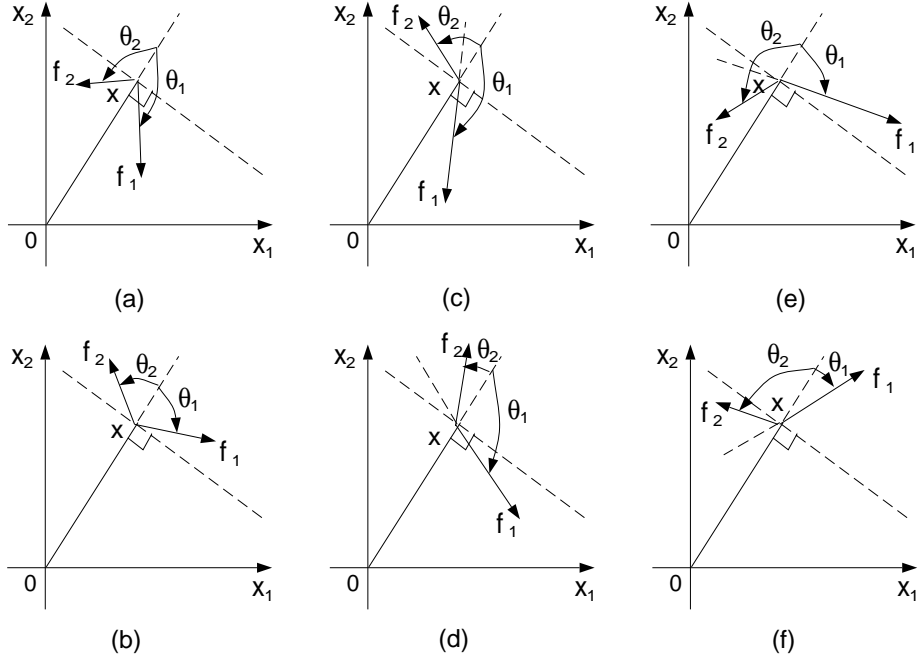 x₂ θ₂ f₂ x θ₁ f₁ 0 x₁
(a)
x₂ f₂ θ₂ θ₁ x f₁ 0 x₁
(c)
x₂ θ₂ θ₁ x f₂ f₁ 0 x₁
(e)
x₂ f₂ θ₂ θ₁ x f₁ 0 x₁
(b)
x₂ f₂ θ₂ θ₁ x f₁ 0 x₁
(d)
x₂ θ₂ θ₁ f₁ f₂ x 0 x₁
(f)